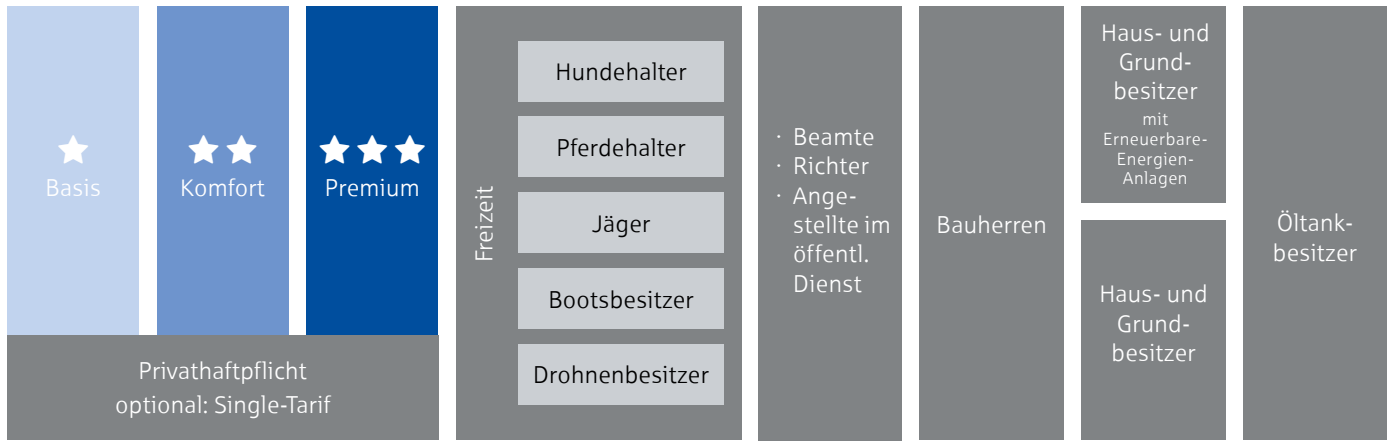 Basis
Komfort
Premium
Privathaftpflicht
optional: Single-Tarif
Freizeit
Hundehalter
Pferdehalter
Jäger
Bootsbesitzer
Drohnenbesitzer
· Beamte
· Richter
· Ange-
stellte im
öffentl.
Dienst
Bauherren
Haus- und
Grund-
besitzer
mit
Erneuerbare-
Energien-
Anlagen
Haus- und
Grund-
besitzer
Öltank-
besitzer